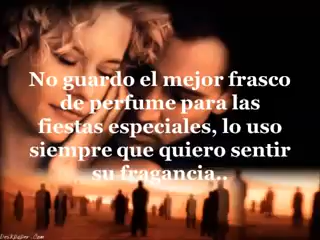 No guardo el mejor frasco
de perfume para las
fiestas especiales, lo uso
siempre que quiero sentir
su fragancia..